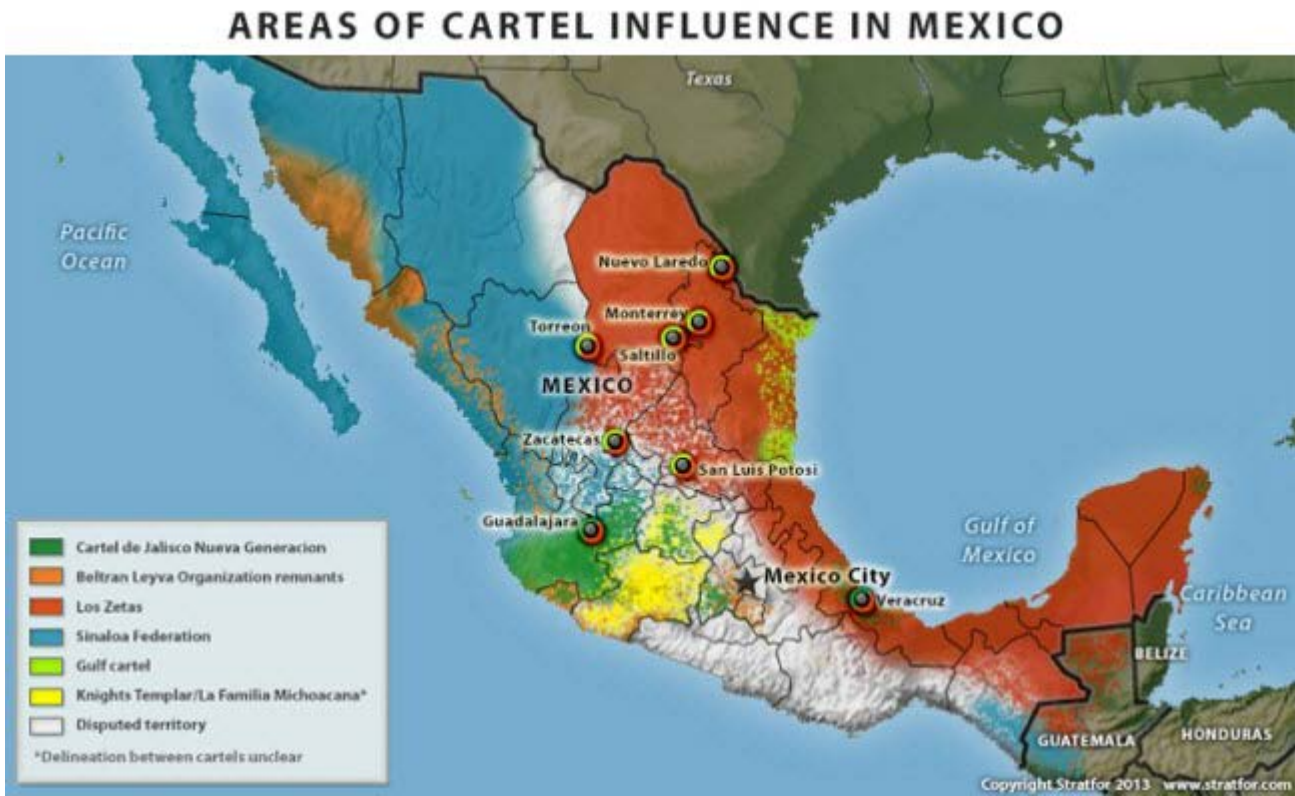 AREAS OF CARTEL INFLUENCE IN MEXICO
Texas
Pacific
Ocean
Nuevo Laredo
Monterrey
Torreon
Saltillo
MEXICO
Zacatecas
San Luis Potosi
Guadalajara
Gulf of
Mexico
Mexico City
Veracruz
Caribbean
Sea
BELIZE
GUATEMALA
HONDURAS
Cartel de Jalisco Nueva Generacion
Beltran Leyva Organization remnants
Los Zetas
Sinaloa Federation
Gulf cartel
Knights Templar/La Familia Michoacana*
Disputed territory
*Delineation between cartels unclear
Copyright Stratfor 2013 www.stratfor.com